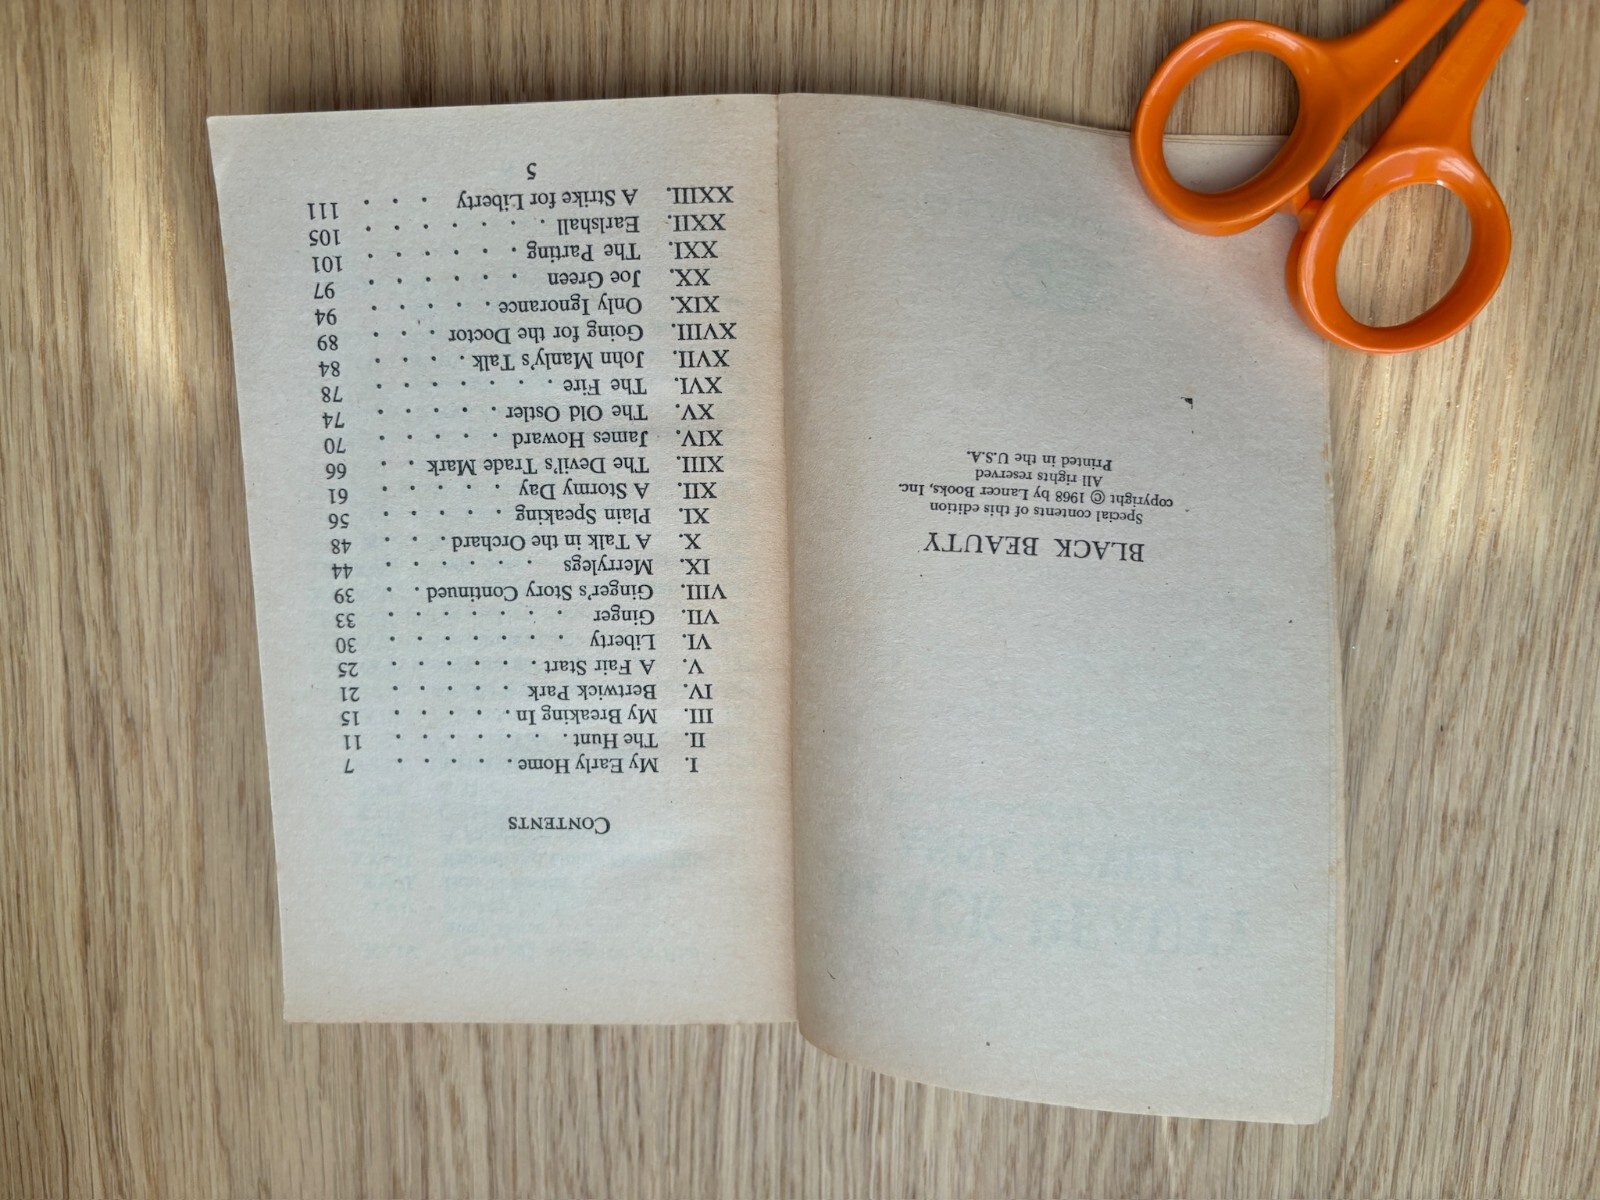 BLACK BEAUTY
Special contents of this edition
copyright © 1968 by Lancer Books, Inc.
All rights reserved
Printed in the U.S.A.
CONTENTS
I. My Early Home . . . . . 7
II. The Hunt . . . . . . . 11
III. My Breaking In . . . . . 15
IV. Bertwick Park . . . . . 21
V. A Fair Start . . . . . . 25
VI. Liberty . . . . . . . 30
VII. Ginger . . . . . . . 33
VIII. Ginger's Story Continued . . 39
IX. Merrylegs . . . . . . 44
X. A Talk in the Orchard . . . 48
XI. Plain Speaking . . . . . 56
XII. A Stormy Day . . . . . 61
XIII. The Devil's Trade Mark . . 66
XIV. James Howard . . . . . 70
XV. The Old Ostler . . . . . 74
XVI. The Fire . . . . . . . 78
XVII. John Manly's Talk . . . . 84
XVIII. Going for the Doctor . . . 89
XIX. Only Ignorance . . . . . 94
XX. Joe Green . . . . . . 97
XXI. The Parting . . . . . . 101
XXII. Earlshall . . . . . . . 105
XXIII. A Strike for Liberty . . . 111
5